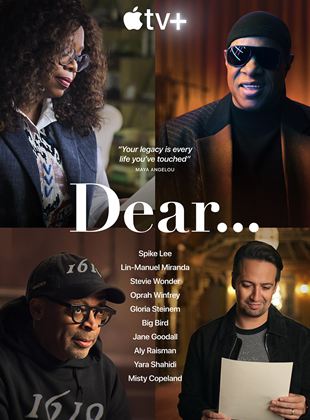 tv+
“Your legacy is every
life you’ve touched”
MAYA ANGELOU
Dear...
Spike Lee
Lin-Manuel Miranda
Stevie Wonder
Oprah Winfrey
Gloria Steinem
Big Bird
Jane Goodall
Aly Raisman
Yara Shahidi
Misty Copeland
1619
1619